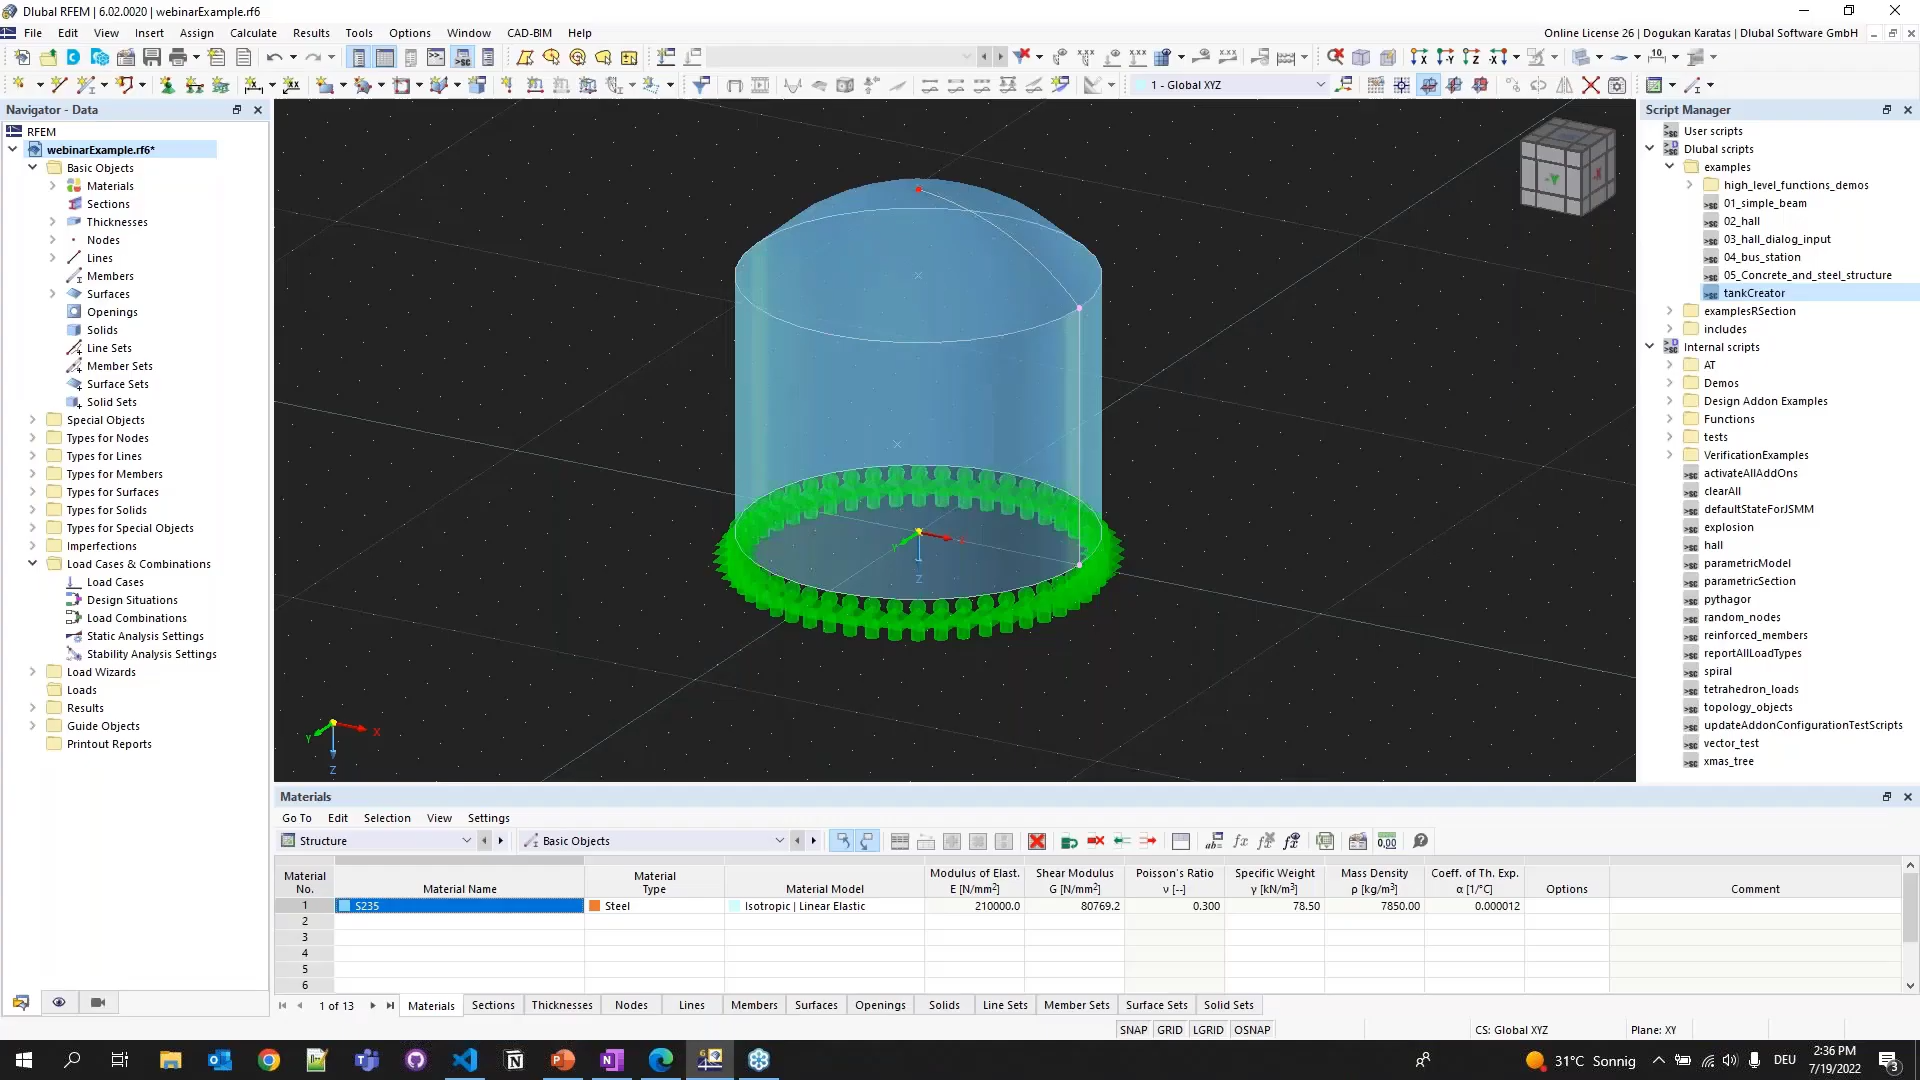 Dlubal RFEM | 6.02.0020 | webinarExample.rf6
File Edit View Insert Assign Calculate Results Tools Options Window CAD-BIM Help
Online License 26 | Dogukan Karatas | Dlubal Software GmbH
1 - Global XYZ
Navigator - Data
RFEM
webinarExample.rf6*
Basic Objects
Materials
Sections
Thicknesses
Nodes
Lines
Members
Surfaces
Openings
Solids
Line Sets
Member Sets
Surface Sets
Solid Sets
Special Objects
Types for Nodes
Types for Lines
Types for Members
Types for Surfaces
Types for Solids
Types for Special Objects
Imperfections
Load Cases & Combinations
Load Cases
Design Situations
Load Combinations
Static Analysis Settings
Stability Analysis Settings
Load Wizards
Loads
Results
Guide Objects
Printout Reports
-Y
-X
Y
X
Z
Y
Z
Script Manager
User scripts
Dlubal scripts
examples
high_level_functions_demos
01_simple_beam
02_hall
03_hall_dialog_input
04_bus_station
05_Concrete_and_steel_structure
tankCreator
examplesRSection
includes
Internal scripts
AT
Demos
Design Addon Examples
Functions
tests
VerificationExamples
activateAllAddOns
clearAll
defaultStateForJSMM
explosion
hall
parametricModel
parametricSection
pythagor
random_nodes
reinforced_members
reportAllLoadTypes
spiral
tetrahedron_loads
topology_objects
updateAddonConfigurationTestScripts
vector_test
xmas_tree
Materials
Go To Edit Selection View Settings
Structure
Basic Objects
Material No.
Material Name
Material Type
Material Model
Modulus of Elast. E [N/mm²]
Shear Modulus G [N/mm²]
Poisson's Ratio ν [--]
Specific Weight γ [kN/m³]
Mass Density ρ [kg/m³]
Coeff. of Th. Exp. α [1/°C]
Options
Comment
1 S235 Steel Isotropic | Linear Elastic 210000.0 80769.2 0.300 78.50 7850.00 0.000012
2
3
4
5
6
1 of 13 Materials Sections Thicknesses Nodes Lines Members Surfaces Openings Solids Line Sets Member Sets Surface Sets Solid Sets
SNAP GRID LGRID OSNAP
CS: Global XYZ
Plane: XY
31°C Sonnig
DEU
2:36 PM
7/19/2022
3